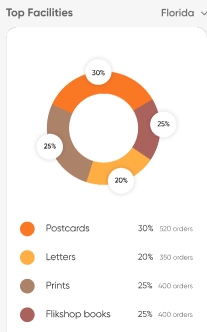 Top Facilities Florida
30%
25%
25%
20%
Postcards 30% 520 orders
Letters 20% 350 orders
Prints 25% 400 orders
Flikshop books 25% 400 orders